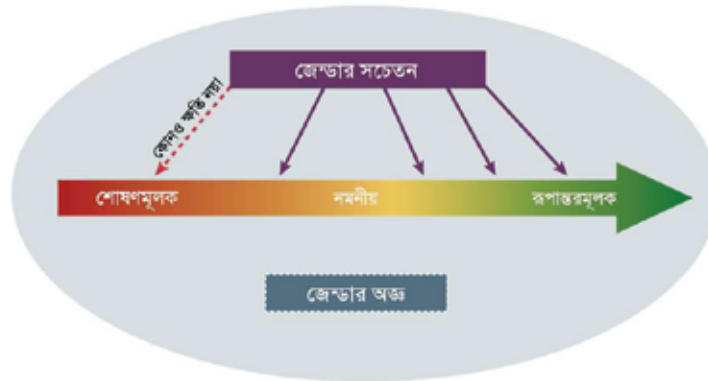 জেন্ডার সচেতন
কোনও ক্ষতি নয়!
শোষণমূলক
নমনীয়
রূপান্তরমূলক
জেন্ডার অজ্ঞ